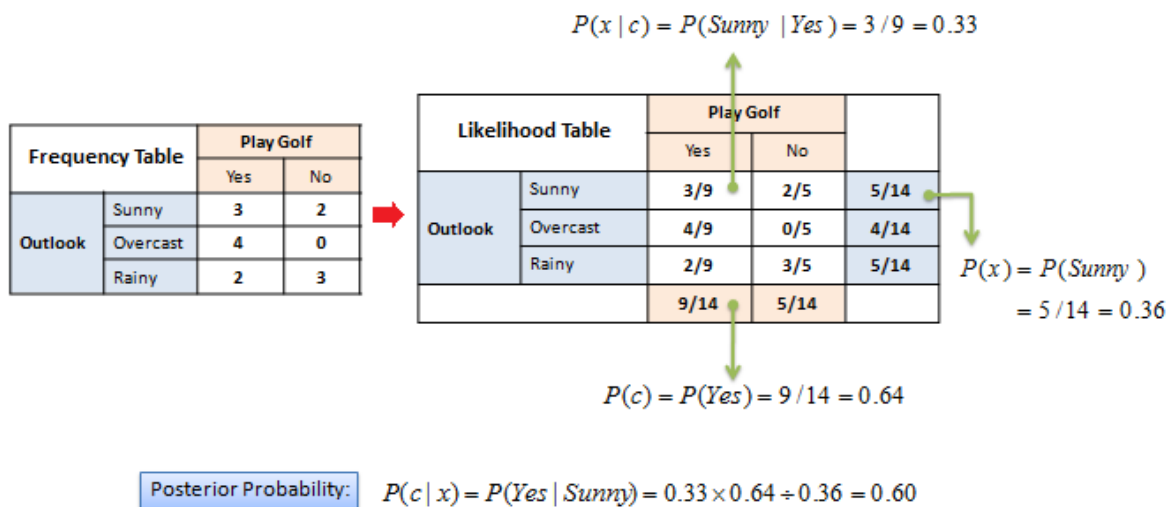 P(x | c) = P(Sunny | Yes) = 3 / 9 = 0.33
Frequency Table
Play Golf
Yes No
Outlook
Sunny 3 2
Overcast 4 0
Rainy 2 3
Likelihood Table
Play Golf
Yes No
Outlook
Sunny 3/9 2/5 5/14
Overcast 4/9 0/5 4/14
Rainy 2/9 3/5 5/14
9/14 5/14
P(x) = P(Sunny )
= 5 / 14 = 0.36
P(c) = P(Yes) = 9 / 14 = 0.64
Posterior Probability: P(c | x) = P(Yes | Sunny) = 0.33 × 0.64 ÷ 0.36 = 0.60